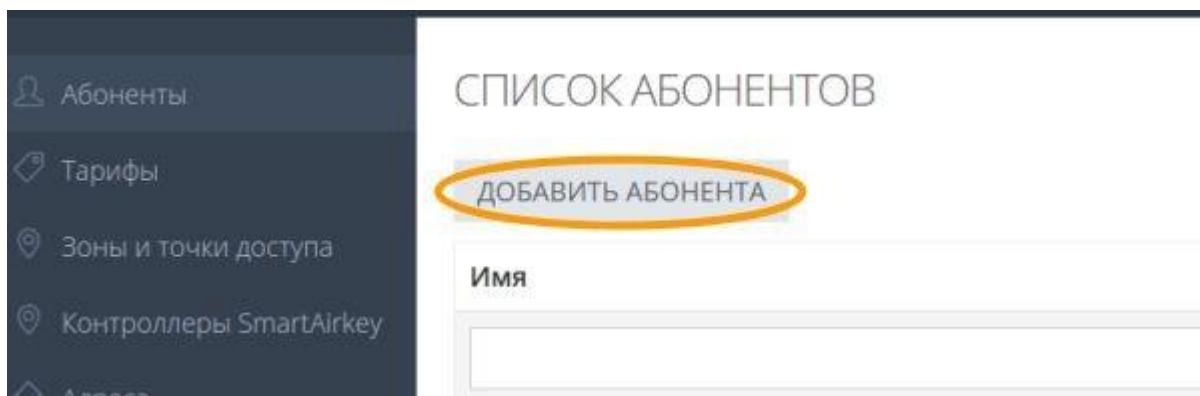 Абоненты
Тарифы
Зоны и точки доступа
Контроллеры SmartAirkey
СПИСОК АБОНЕНТОВ
ДОБАВИТЬ АБОНЕНТА
Имя